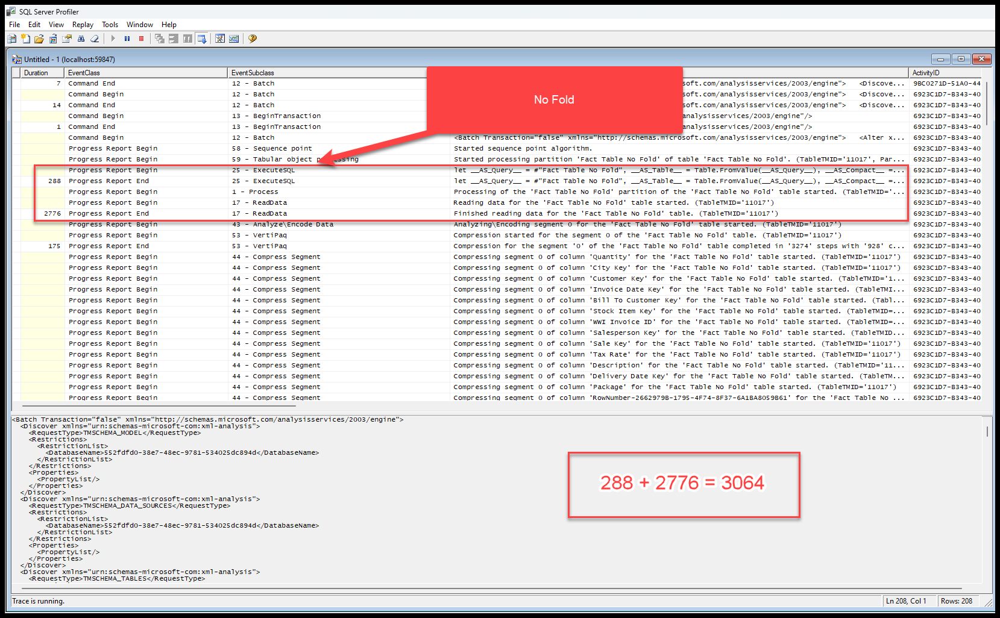 SQL Server Profiler
File Edit View Replay Tools Window Help
Untitled - 1 (localhost:59847)
Duration EventClass EventSubclass ActivityID
No Fold
7 Command End 12 - Batch soft.com/analysisservices/2003/engine"> <Discove... 9BC0271D-51A0-44
Command Begin 12 - Batch soft.com/analysisservices/2003/engine"> <Discove... 6923C1D7-B343-40
14 Command End 12 - Batch soft.com/analysisservices/2003/engine"> <Discove... 6923C1D7-B343-40
Command Begin 13 - BeginTransaction analysisservices/2003/engine"/> 6923C1D7-B343-40
1 Command End 13 - BeginTransaction analysisservices/2003/engine"/> 6923C1D7-B343-40
Command Begin 12 - Batch <Batch Transaction="false" xmlns="http://schemas.microsoft.com/analysisservices/2003/engine"> <Alter x... 6923C1D7-B343-40
Progress Report Begin 58 - Sequence point Started sequence point algorithm. 6923C1D7-B343-40
Progress Report Begin 59 - Tabular object processing Started processing partition 'Fact Table No Fold' of table 'Fact Table No Fold'. (TableTMID='11017', Par... 6923C1D7-B343-40
Progress Report Begin 25 - ExecuteSQL let __AS_Query__ = #"Fact Table No Fold", __AS_Table__ = Table.FromValue(__AS_Query__), __AS_Compact__ =... 6923C1D7-B343-40
288 Progress Report End 25 - ExecuteSQL let __AS_Query__ = #"Fact Table No Fold", __AS_Table__ = Table.FromValue(__AS_Query__), __AS_Compact__ =... 6923C1D7-B343-40
Progress Report Begin 1 - Process Processing of the 'Fact Table No Fold' partition of the 'Fact Table No Fold' table started. (TableTMID='... 6923C1D7-B343-40
Progress Report Begin 17 - ReadData Reading data for the 'Fact Table No Fold' table started. (TableTMID='11017') 6923C1D7-B343-40
2776 Progress Report End 17 - ReadData Finished reading data for the 'Fact Table No Fold' table. (TableTMID='11017') 6923C1D7-B343-40
Progress Report Begin 43 - Analyze\Encode Data Analyzing\Encoding segment 0 for the 'Fact Table No Fold' table started. (TableTMID='11017') 6923C1D7-B343-40
Progress Report Begin 53 - VertiPaq Compression started for the segment 0 of the 'Fact Table No Fold' table. (TableTMID='11017') 6923C1D7-B343-40
175 Progress Report End 53 - VertiPaq Compression for the segment '0' of the 'Fact Table No Fold' table completed in '3274' steps with '928' c... 6923C1D7-B343-40
Progress Report Begin 44 - Compress Segment Compressing segment 0 of column 'Quantity' for the 'Fact Table No Fold' table started. (TableTMID='11017') 6923C1D7-B343-40
Progress Report Begin 44 - Compress Segment Compressing segment 0 of column 'City Key' for the 'Fact Table No Fold' table started. (TableTMID='11017') 6923C1D7-B343-40
Progress Report Begin 44 - Compress Segment Compressing segment 0 of column 'Customer Key' for the 'Fact Table No Fold' table started. (TableTMID='1... 6923C1D7-B343-40
Progress Report Begin 44 - Compress Segment Compressing segment 0 of column 'Invoice Date Key' for the 'Fact Table No Fold' table started. (TableTMI... 6923C1D7-B343-40
Progress Report Begin 44 - Compress Segment Compressing segment 0 of column 'Bill To Customer Key' for the 'Fact Table No Fold' table started. (Tabl... 6923C1D7-B343-40
Progress Report Begin 44 - Compress Segment Compressing segment 0 of column 'Stock Item Key' for the 'Fact Table No Fold' table started. (TableTMID=... 6923C1D7-B343-40
Progress Report Begin 44 - Compress Segment Compressing segment 0 of column 'WWI Invoice ID' for the 'Fact Table No Fold' table started. (TableTMID=... 6923C1D7-B343-40
Progress Report Begin 44 - Compress Segment Compressing segment 0 of column 'Salesperson Key' for the 'Fact Table No Fold' table started. (TableTMID... 6923C1D7-B343-40
Progress Report Begin 44 - Compress Segment Compressing segment 0 of column 'Sale Key' for the 'Fact Table No Fold' table started. (TableTMID='11017') 6923C1D7-B343-40
Progress Report Begin 44 - Compress Segment Compressing segment 0 of column 'Tax Rate' for the 'Fact Table No Fold' table started. (TableTMID='11017') 6923C1D7-B343-40
Progress Report Begin 44 - Compress Segment Compressing segment 0 of column 'Description' for the 'Fact Table No Fold' table started. (TableTMID='11... 6923C1D7-B343-40
Progress Report Begin 44 - Compress Segment Compressing segment 0 of column 'Delivery Date Key' for the 'Fact Table No Fold' table started. (TableTM... 6923C1D7-B343-40
Progress Report Begin 44 - Compress Segment Compressing segment 0 of column 'Package' for the 'Fact Table No Fold' table started. (TableTMID='11017') 6923C1D7-B343-40
Progress Report Begin 44 - Compress Segment Compressing segment 0 of column 'RowNumber-2662979B-1795-4F74-8F37-6A1BA8059B61' for the 'Fact Table No ... 6923C1D7-B343-40
<Batch Transaction="false" xmlns="http://schemas.microsoft.com/analysisservices/2003/engine">
<Discover xmlns="urn:schemas-microsoft-com:xml-analysis">
<RequestType>TMSCHEMA_MODEL</RequestType>
<Restrictions>
<RestrictionList>
<DatabaseName>552fdfd0-38e7-48ec-9781-534025dc894d</DatabaseName>
</RestrictionList>
</Restrictions>
<Properties>
<PropertyList/>
</Properties>
</Discover>
<Discover xmlns="urn:schemas-microsoft-com:xml-analysis">
<RequestType>TMSCHEMA_DATA_SOURCES</RequestType>
<Restrictions>
<RestrictionList>
<DatabaseName>552fdfd0-38e7-48ec-9781-534025dc894d</DatabaseName>
</RestrictionList>
</Restrictions>
<Properties>
<PropertyList/>
</Properties>
</Discover>
<Discover xmlns="urn:schemas-microsoft-com:xml-analysis">
<RequestType>TMSCHEMA_TABLES</RequestType>
288 + 2776 = 3064
Trace is running.
Ln 208, Col 1 Rows: 208